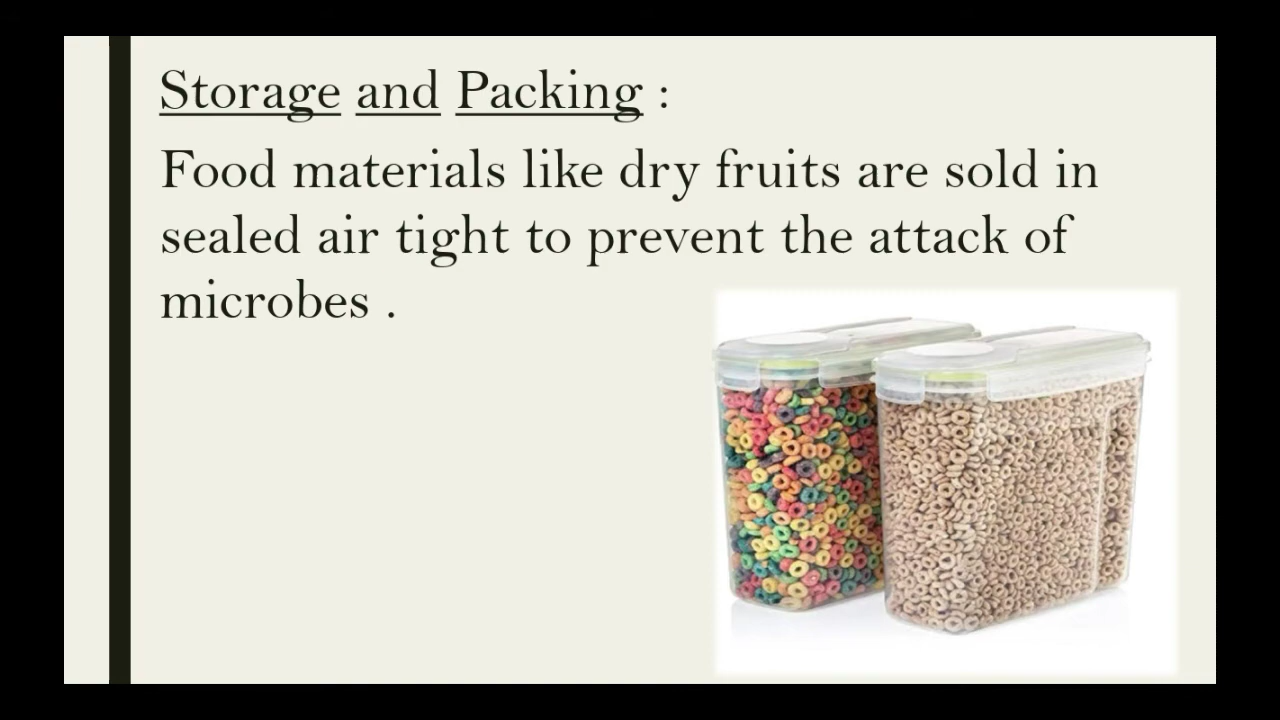 Storage and Packing :
Food materials like dry fruits are sold in
sealed air tight to prevent the attack of
microbes .